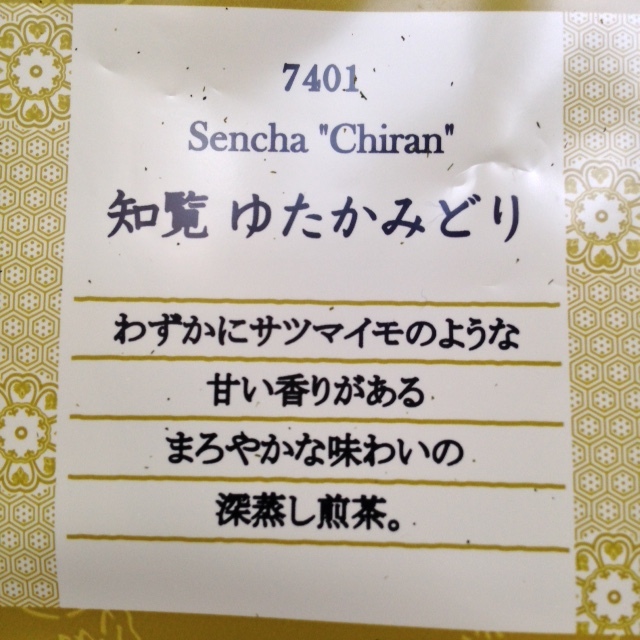 7401
Sencha "Chiran"
知覧 ゆたかみどり
わずかにサツマイモのような
甘い香りがある
まろやかな味わいの
深蒸し煎茶。